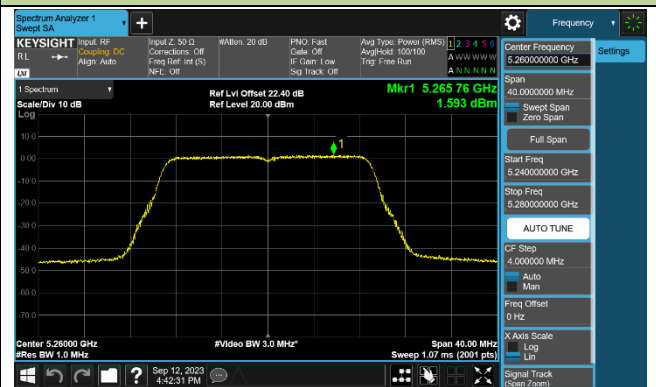 Spectrum Analyzer 1
Swept SA
+
Frequency
KEYSIGHT
RL
LXI
Input: RF
Coupling: DC
Align: Auto
Input Z: 50 Ω
Corrections: Off
Freq Ref: Int (S)
NFE: Off
#Atten: 20 dB
PNO: Fast
Gate: Off
IF Gain: Low
Sig Track: Off
Avg Type: Power (RMS)
Avg|Hold: 100/100
Trig: Free Run
1 2 3 4 5 6
A W W W W W
A N N N N N
1 Spectrum
Scale/Div 10 dB
Log
Ref Lvl Offset 22.40 dB
Ref Level 20.00 dBm
Mkr1 5.265 76 GHz
1.593 dBm
1
10.0
0.00
-10.0
-20.0
-30.0
-40.0
-50.0
-60.0
-70.0
Center 5.26000 GHz
#Res BW 1.0 MHz
#Video BW 3.0 MHz*
Span 40.00 MHz
Sweep 1.07 ms (2001 pts)
Center Frequency
5.260000000 GHz
Settings
Span
40.0000000 MHz
Swept Span
Zero Span
Full Span
Start Freq
5.240000000 GHz
Stop Freq
5.280000000 GHz
AUTO TUNE
CF Step
4.000000 MHz
Auto
Man
Freq Offset
0 Hz
X Axis Scale
Log
Lin
Signal Track
(Span Zoom)
?
Sep 12, 2023
4:42:31 PM